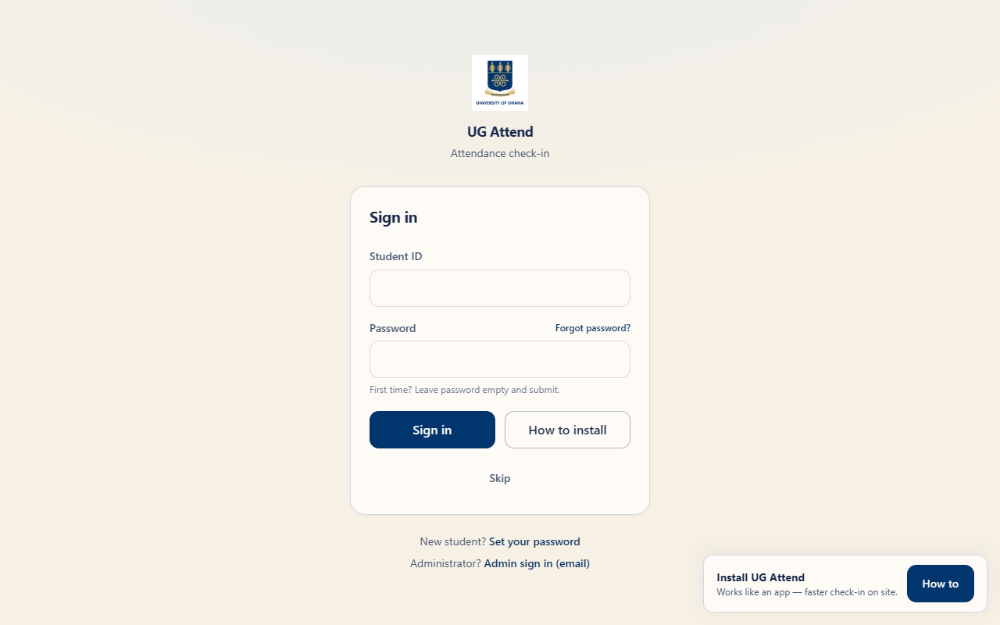 UNIVERSITY OF GHANA
UG Attend
Attendance check-in
Sign in
Student ID
Password
Forgot password?
First time? Leave password empty and submit.
Sign in
How to install
Skip
New student? Set your password
Administrator? Admin sign in (email)
Install UG Attend
Works like an app — faster check-in on site.
How to